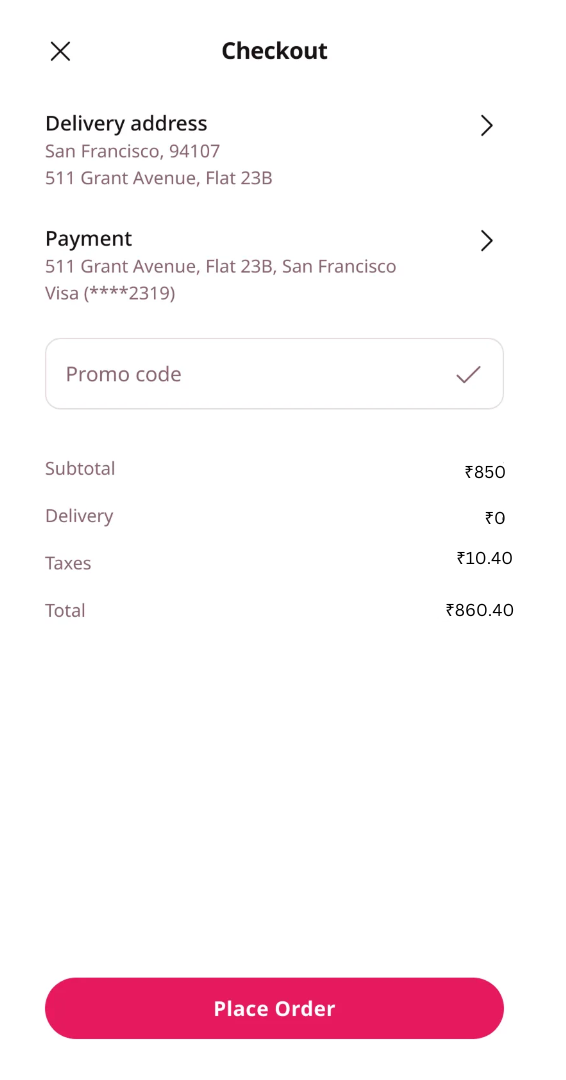 Checkout
Delivery address
San Francisco, 94107
511 Grant Avenue, Flat 23B
Payment
511 Grant Avenue, Flat 23B, San Francisco
Visa (****2319)
Promo code
Subtotal ₹850
Delivery ₹0
Taxes ₹10.40
Total ₹860.40
Place Order